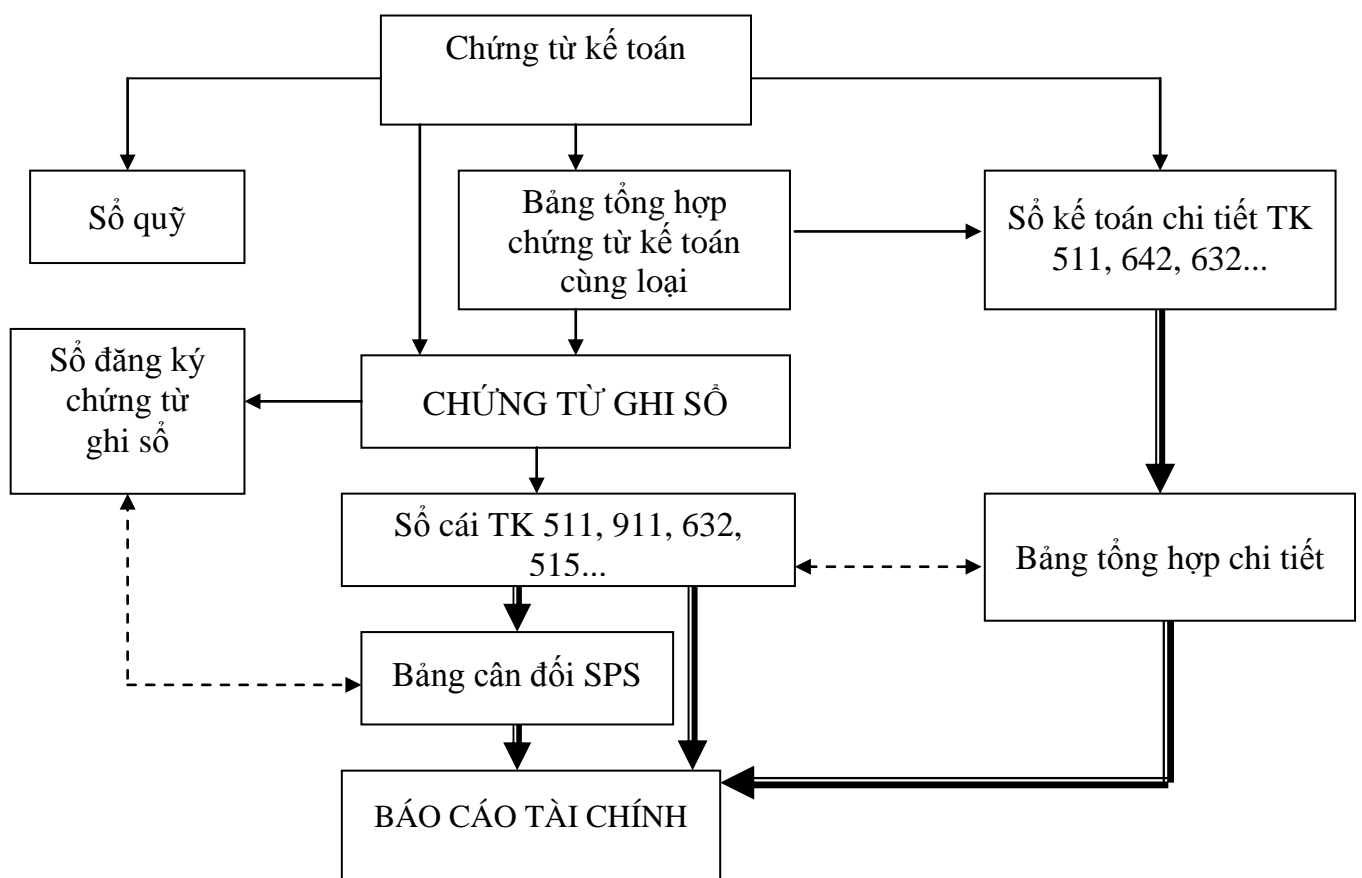 Chứng từ kế toán
Sổ quỹ
Bảng tổng hợp
chứng từ kế toán
cùng loại
Sổ kế toán chi tiết TK
511, 642, 632...
Sổ đăng ký
chứng từ
ghi sổ
CHỨNG TỪ GHI SỔ
Sổ cái TK 511, 911, 632,
515...
Bảng tổng hợp chi tiết
Bảng cân đối SPS
BÁO CÁO TÀI CHÍNH